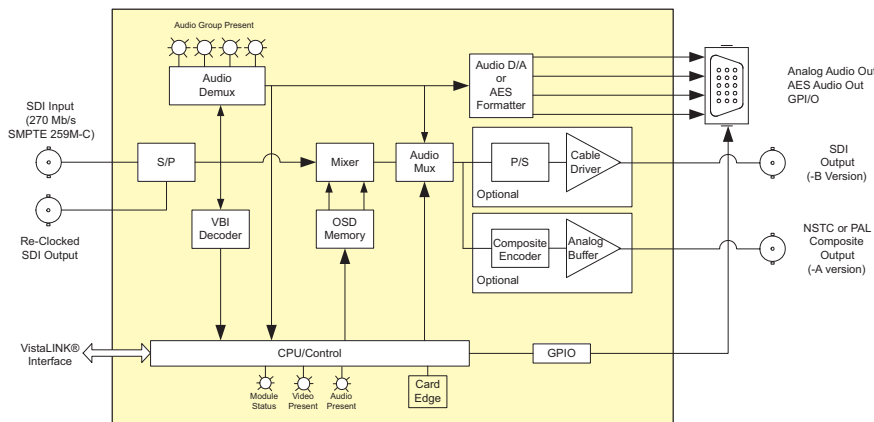 Audio Group Present
Audio
Demux
Audio D/A
or
AES
Formatter
Analog Audio Out
AES Audio Out
GPI/O
SDI Input
(270 Mb/s
SMPTE 259M-C)
S/P
Mixer
Audio
Mux
P/S
Cable
Driver
Optional
SDI
Output
(-B Version)
Re-Clocked
SDI Output
VBI
Decoder
OSD
Memory
Composite
Encoder
Analog
Buffer
Optional
NSTC or PAL
Composite
Output
(-A version)
VistaLINK®
Interface
CPU/Control
GPIO
Module
Status
Video
Present
Audio
Present
Card
Edge